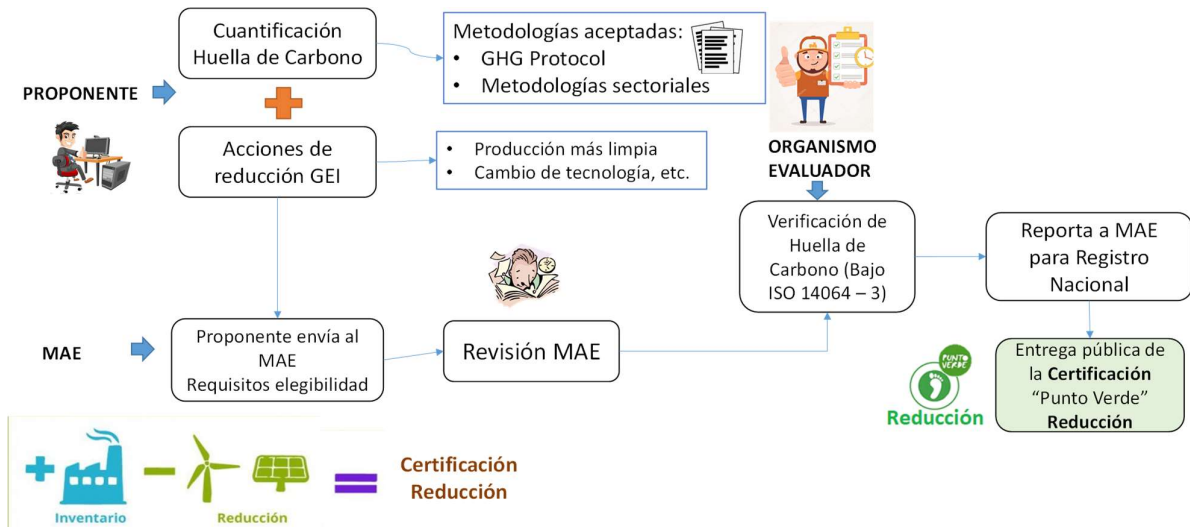 PROPONENTE
Cuantificación
Huella de Carbono
Metodologías aceptadas:
• GHG Protocol
• Metodologías sectoriales
Acciones de
reducción GEI
• Producción más limpia
• Cambio de tecnología, etc.
ORGANISMO
EVALUADOR
MAE
Proponente envía al
MAE
Requisitos elegibilidad
Revisión MAE
Verificación de
Huella de
Carbono (Bajo
ISO 14064 – 3)
Reporta a MAE
para Registro
Nacional
PUNTO
VERDE
Reducción
Entrega pública de
la Certificación
“Punto Verde”
Reducción
Inventario
Reducción
Certificación
Reducción